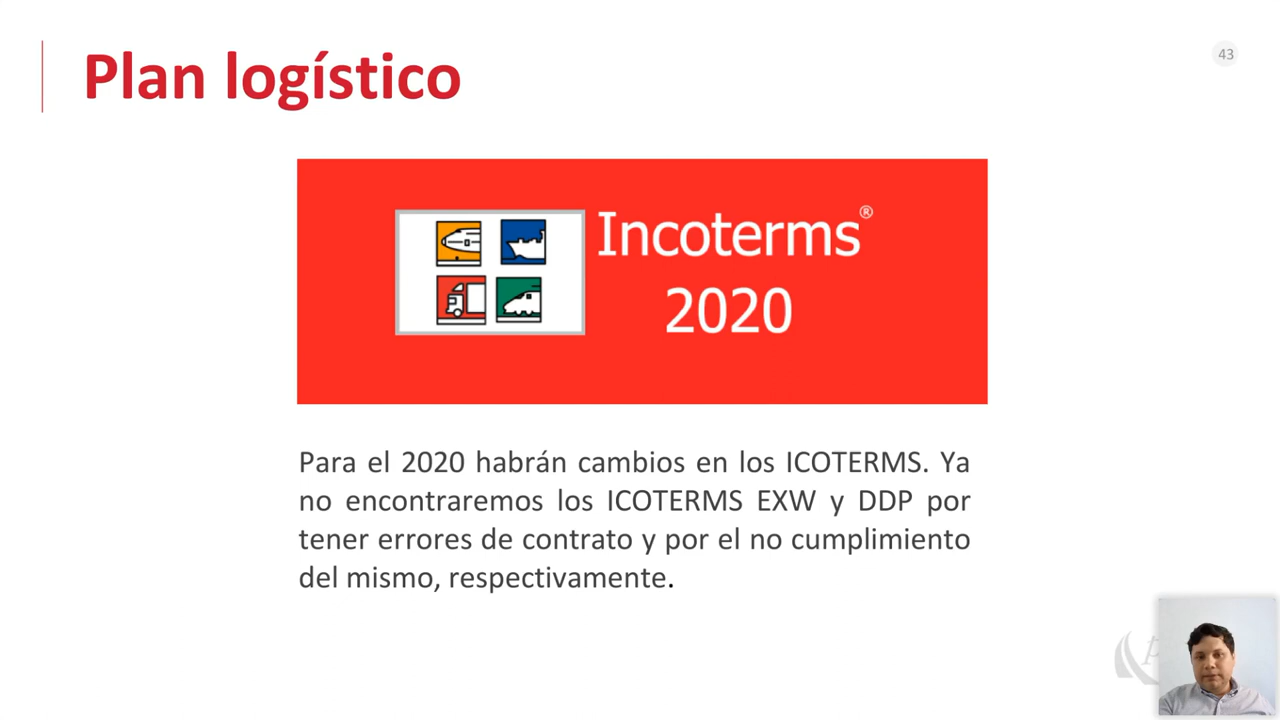 Plan logístico
43
Incoterms®
2020
Para el 2020 habrán cambios en los ICOTERMS. Ya
no encontraremos los ICOTERMS EXW y DDP por
tener errores de contrato y por el no cumplimiento
del mismo, respectivamente.